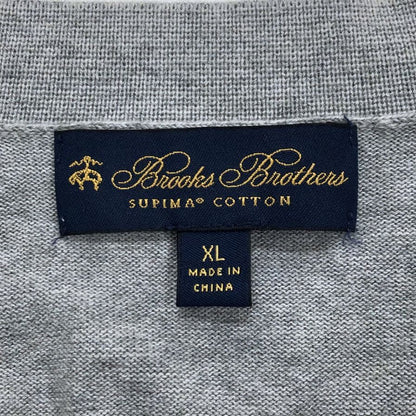 Brooks Brothers
SUPIMA® COTTON
XL
MADE IN
CHINA